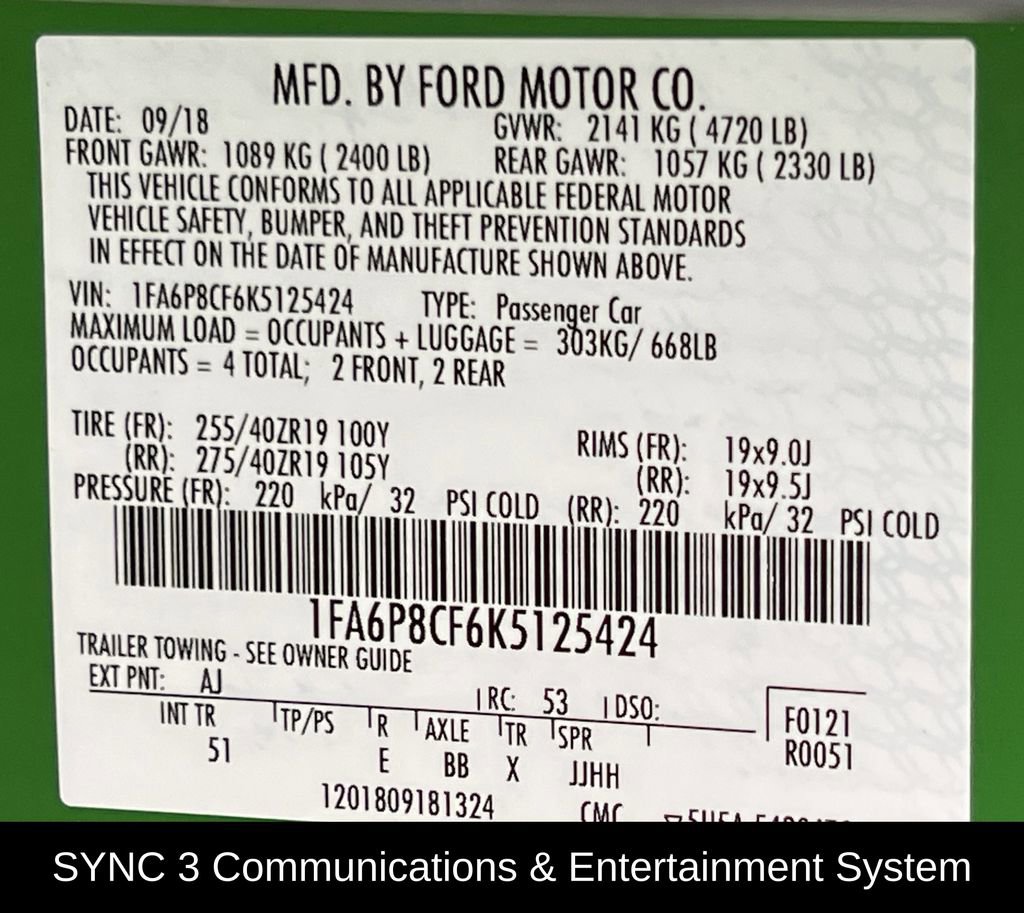 MFD. BY FORD MOTOR CO.
DATE: 09/18 GVWR: 2141 KG ( 4720 LB)
FRONT GAWR: 1089 KG ( 2400 LB) REAR GAWR: 1057 KG ( 2330 LB)
THIS VEHICLE CONFORMS TO ALL APPLICABLE FEDERAL MOTOR
VEHICLE SAFETY, BUMPER, AND THEFT PREVENTION STANDARDS
IN EFFECT ON THE DATE OF MANUFACTURE SHOWN ABOVE.
VIN: 1FA6P8CF6K5125424 TYPE: Passenger Car
MAXIMUM LOAD = OCCUPANTS + LUGGAGE = 303KG/ 668LB
OCCUPANTS = 4 TOTAL; 2 FRONT, 2 REAR
TIRE (FR): 255/40ZR19 100Y RIMS (FR): 19x9.0J
(RR): 275/40ZR19 105Y (RR): 19x9.5J
PRESSURE (FR): 220 kPa/ 32 PSI COLD (RR): 220 kPa/ 32 PSI COLD
1FA6P8CF6K5125424
TRAILER TOWING - SEE OWNER GUIDE
EXT PNT: AJ RC: 53 DSO: F0121
INT TR TP/PS R AXLE TR SPR R0051
51 E BB X JJHH
1201809181324 CMC
SYNC 3 Communications & Entertainment System